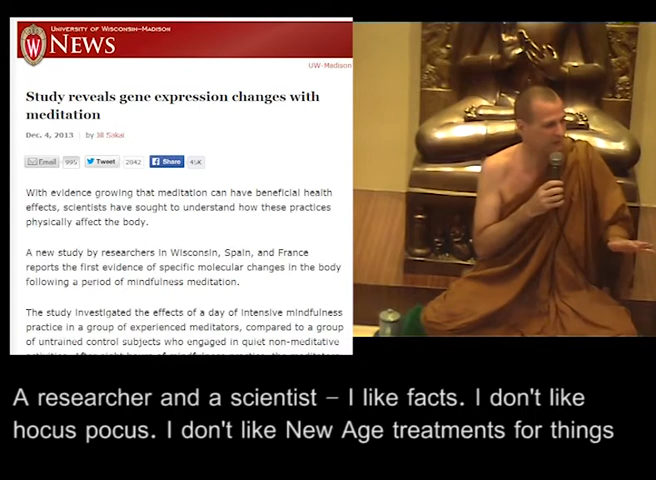 UNIVERSITY OF WISCONSIN–MADISON
W NEWS
UW-Madison
Study reveals gene expression changes with
meditation
Dec. 4, 2013 | by Jill Sakai
Email 995 Tweet 2042 Share 45K
With evidence growing that meditation can have beneficial health
effects, scientists have sought to understand how these practices
physically affect the body.
A new study by researchers in Wisconsin, Spain, and France
reports the first evidence of specific molecular changes in the body
following a period of mindfulness meditation.
The study investigated the effects of a day of intensive mindfulness
practice in a group of experienced meditators, compared to a group
of untrained control subjects who engaged in quiet non-meditative
A researcher and a scientist – I like facts. I don't like
hocus pocus. I don't like New Age treatments for things